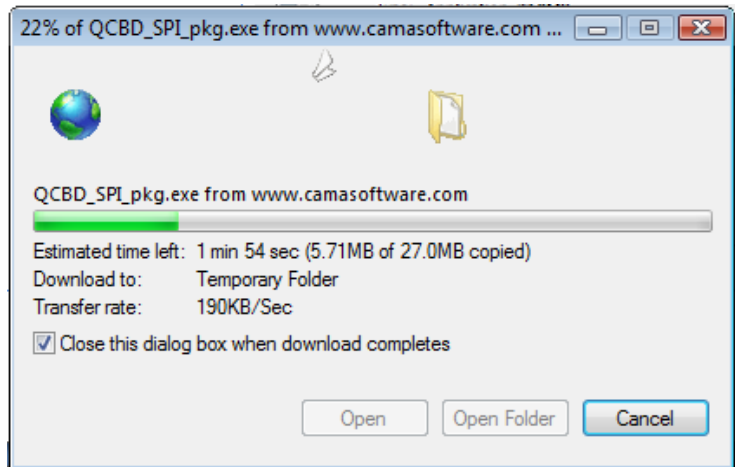 22% of QCBD_SPI_pkg.exe from www.camasoftware.com ...
QCBD_SPI_pkg.exe from www.camasoftware.com
Estimated time left: 1 min 54 sec (5.71MB of 27.0MB copied)
Download to: Temporary Folder
Transfer rate: 190KB/Sec
Close this dialog box when download completes
Open Open Folder Cancel